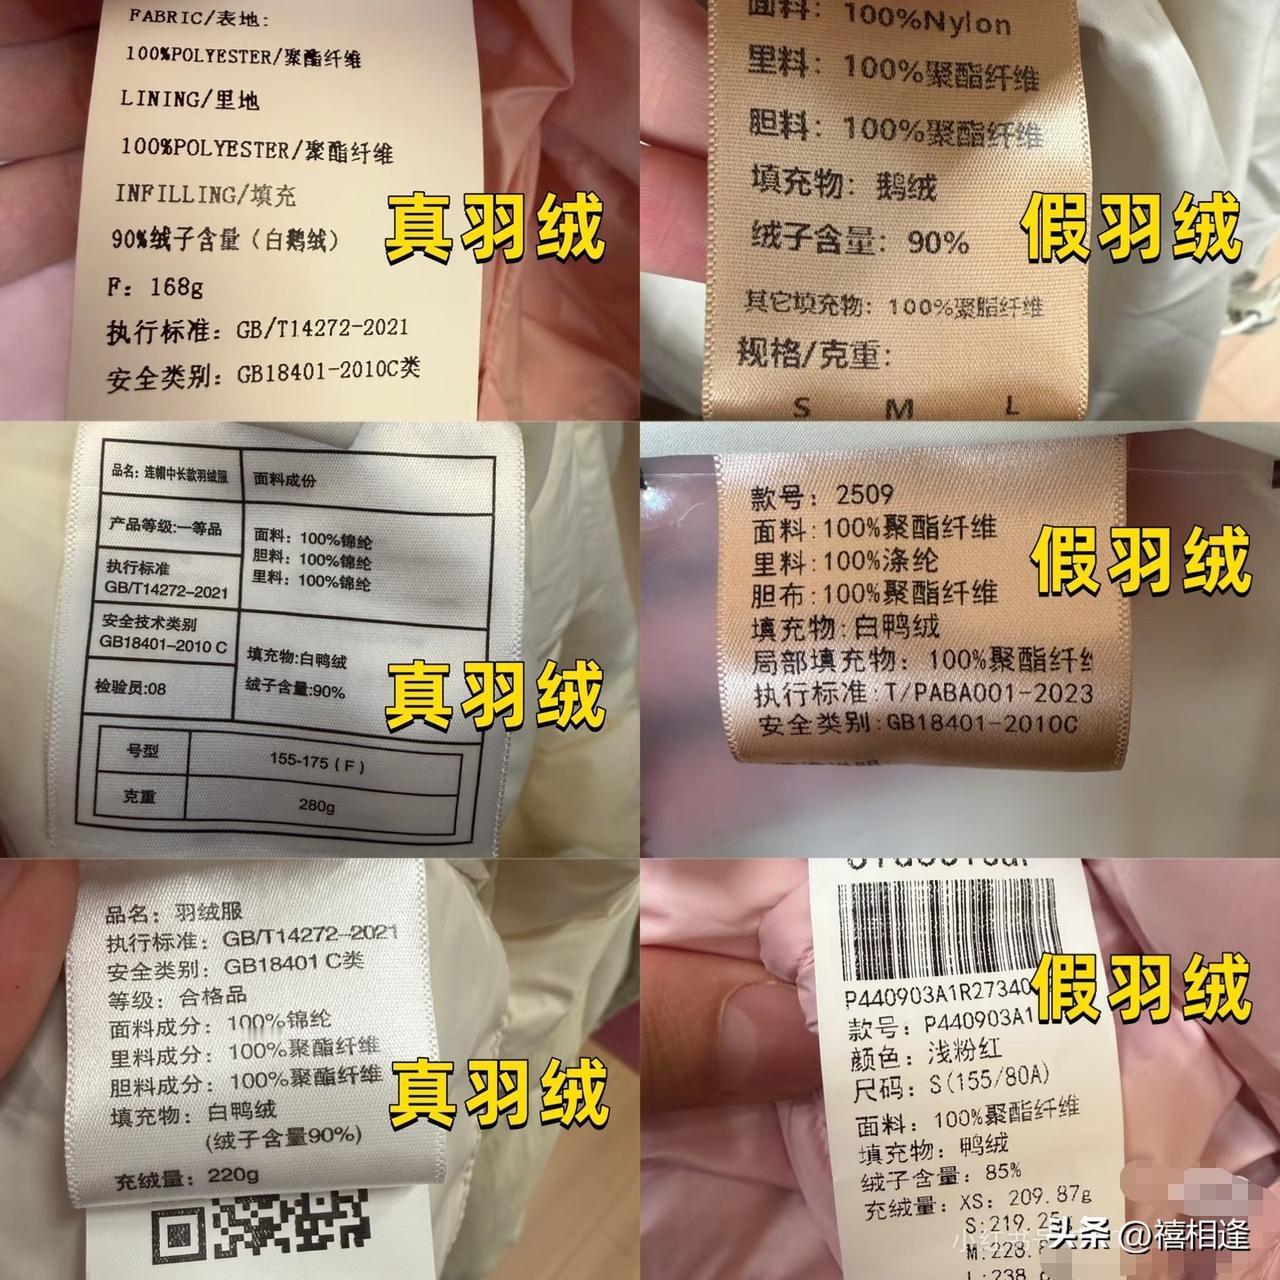 FABRIC/表地:
100%POLYESTER/聚酯纤维
LINING/里地
100%POLYESTER/聚酯纤维
INFILLING/填充
90%绒子含量（白鹅绒）
F: 168g
执行标准: GB/T14272-2021
安全类别: GB18401-2010C类
真羽绒
面料: 100%Nylon
里料: 100%聚酯纤维
胆料: 100%聚酯纤维
填充物: 鹅绒
绒子含量: 90%
其它填充物: 100%聚脂纤维
规格/克重:
S M L
假羽绒
品名: 连帽中长款羽绒服
面料成份
产品等级:一等品
面料: 100%锦纶
胆料: 100%锦纶
里料: 100%锦纶
执行标准
GB/T14272-2021
安全技术类别
GB18401-2010 C
填充物:白鸭绒
绒子含量:90%
检验员:08
号型
155-175 ( F )
克重
280g
真羽绒
款号: 2509
面料:100%聚酯纤维
里料:100%涤纶
胆布:100%聚酯纤维
填充物:白鸭绒
局部填充物: 100%聚酯纤
执行标准:T/PABA001-2023
安全类别:GB18401-2010C
假羽绒
品名: 羽绒服
执行标准: GB/T14272-2021
安全类别: GB18401 C类
等级: 合格品
面料成分: 100%锦纶
里料成分: 100%聚酯纤维
胆料成分: 100%聚酯纤维
填充物: 白鸭绒
(绒子含量90%)
充绒量: 220g
真羽绒
P440903A1R27340
款号: P440903A1
颜色: 浅粉红
尺码: S(155/80A)
面料: 100%聚酯纤维
填充物: 鸭绒
绒子含量: 85%
充绒量: XS: 209.87g
S:219.25
M:228.
L:238
假羽绒
小红书
头条 @禧相逢